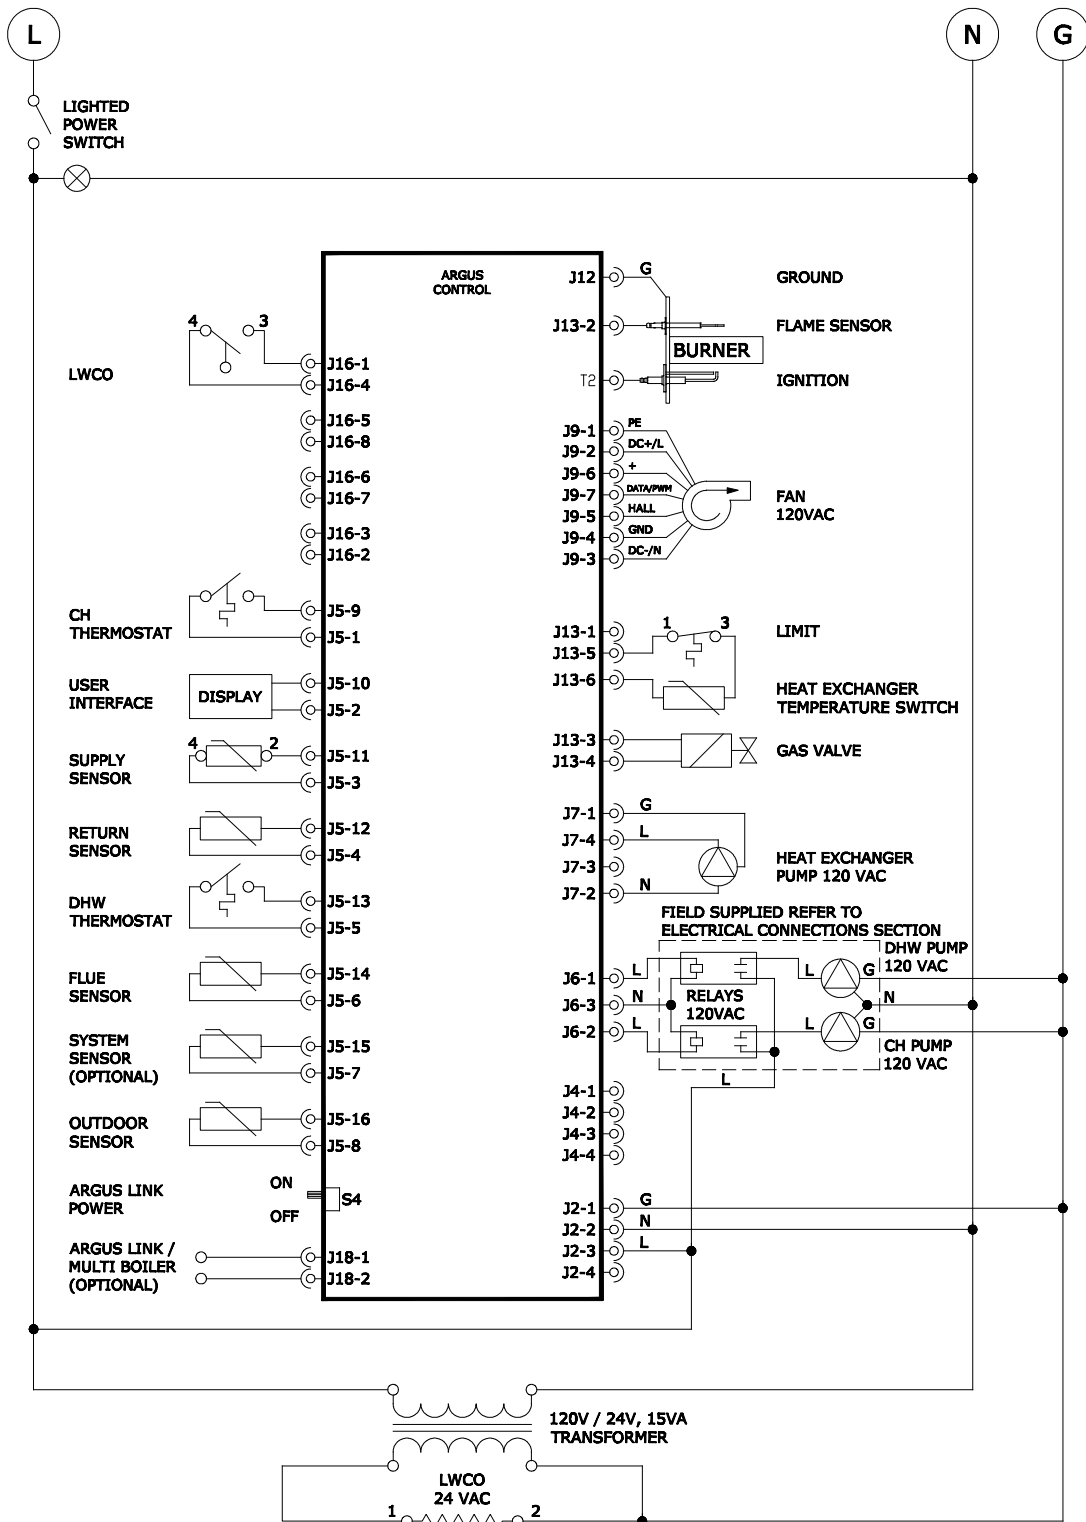 L
N
G
LIGHTED
POWER
SWITCH
ARGUS
CONTROL
4
3
LWCO
J16-1
J16-4
J16-5
J16-8
J16-6
J16-7
J16-3
J16-2
CH
THERMOSTAT
J5-9
J5-1
USER
INTERFACE
DISPLAY
J5-10
J5-2
SUPPLY
SENSOR
4
2
J5-11
J5-3
RETURN
SENSOR
J5-12
J5-4
DHW
THERMOSTAT
J5-13
J5-5
FLUE
SENSOR
J5-14
J5-6
SYSTEM
SENSOR
(OPTIONAL)
J5-15
J5-7
OUTDOOR
SENSOR
J5-16
J5-8
ARGUS LINK
POWER
ON
OFF
S4
ARGUS LINK /
MULTI BOILER
(OPTIONAL)
J18-1
J18-2
J12
G
GROUND
J13-2
FLAME SENSOR
BURNER
T2
IGNITION
J9-1
PE
J9-2
DC+/L
J9-6
+
J9-7
DATA/PWM
J9-5
HALL
J9-4
GND
J9-3
DC-/N
FAN
120VAC
J13-1
J13-5
J13-6
1
3
LIMIT
HEAT EXCHANGER
TEMPERATURE SWITCH
J13-3
J13-4
GAS VALVE
J7-1
G
J7-4
L
J7-3
J7-2
N
HEAT EXCHANGER
PUMP 120 VAC
FIELD SUPPLIED REFER TO
ELECTRICAL CONNECTIONS SECTION
DHW PUMP
120 VAC
J6-1
L
L
G
J6-3
N
RELAYS
120VAC
N
J6-2
L
L
G
CH PUMP
120 VAC
L
J4-1
J4-2
J4-3
J4-4
J2-1
G
J2-2
N
J2-3
L
J2-4
120V / 24V, 15VA
TRANSFORMER
LWCO
24 VAC
1
2